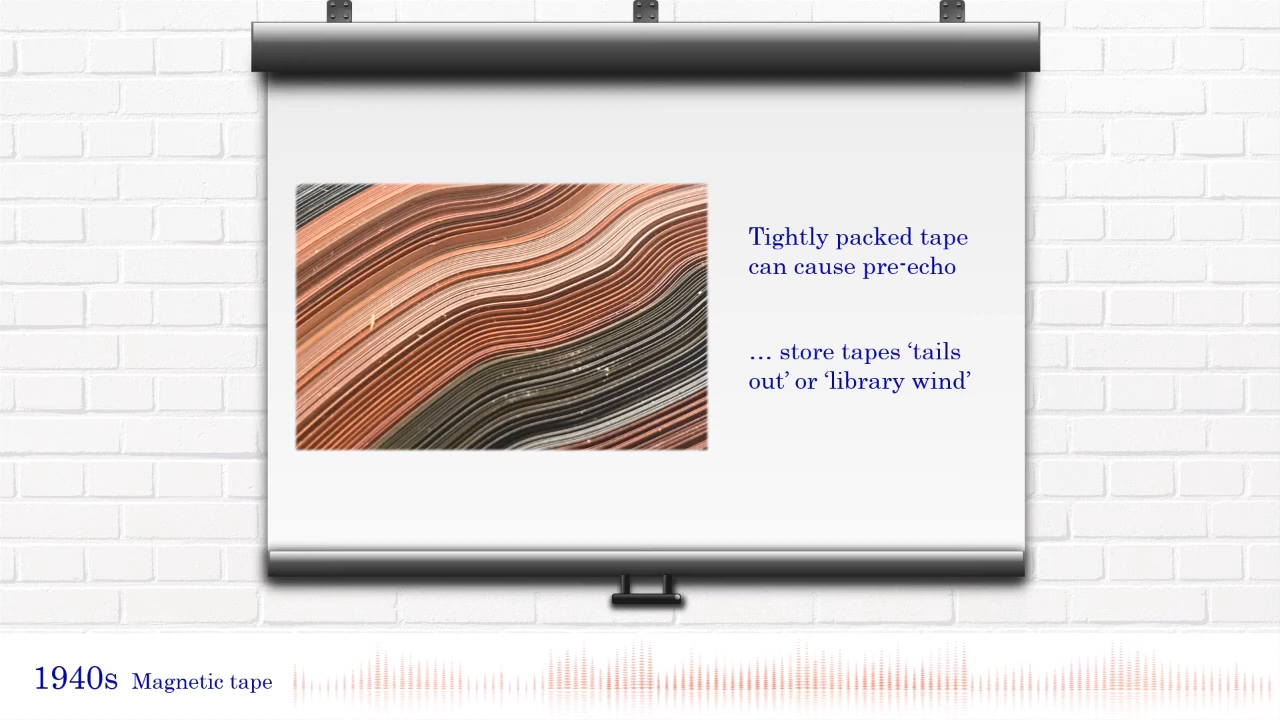 Tightly packed tape
can cause pre-echo
… store tapes ‘tails
out’ or ‘library wind’
1940s Magnetic tape